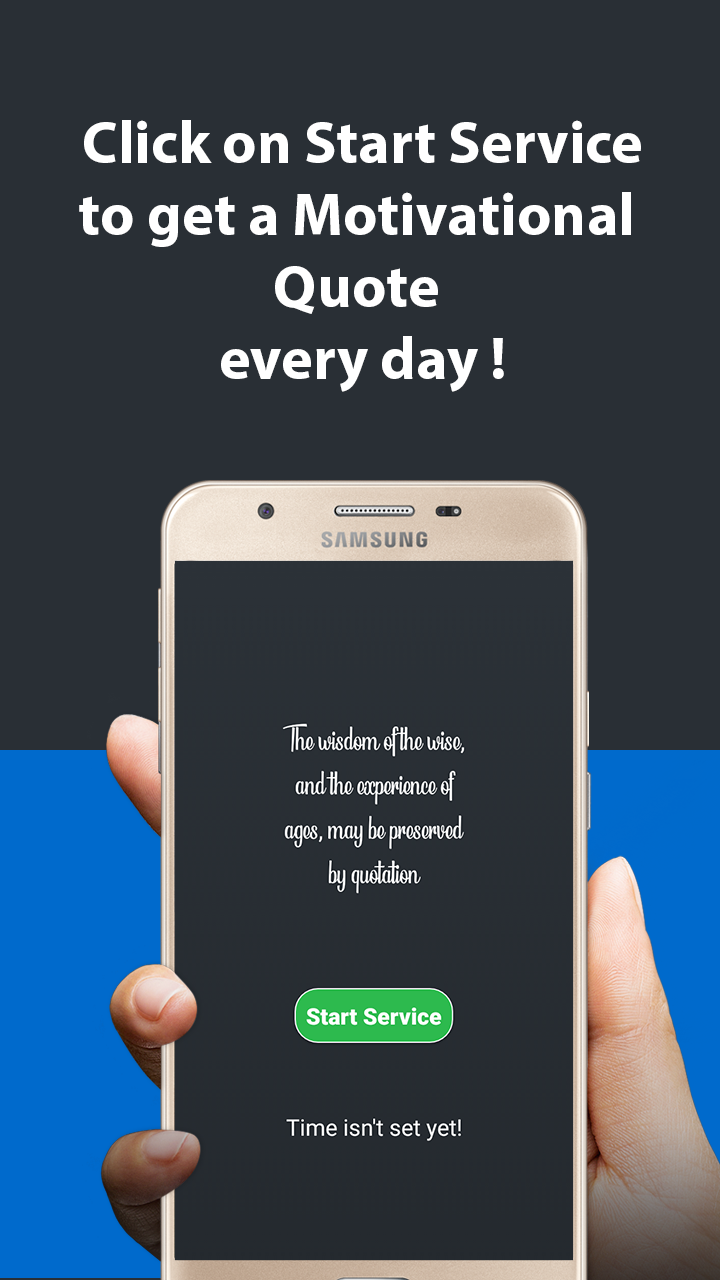 Click on Start Service
to get a Motivational
Quote
every day !
SAMSUNG
The wisdom of the wise,
and the experience of
ages, may be preserved
by quotation
Start Service
Time isn't set yet!